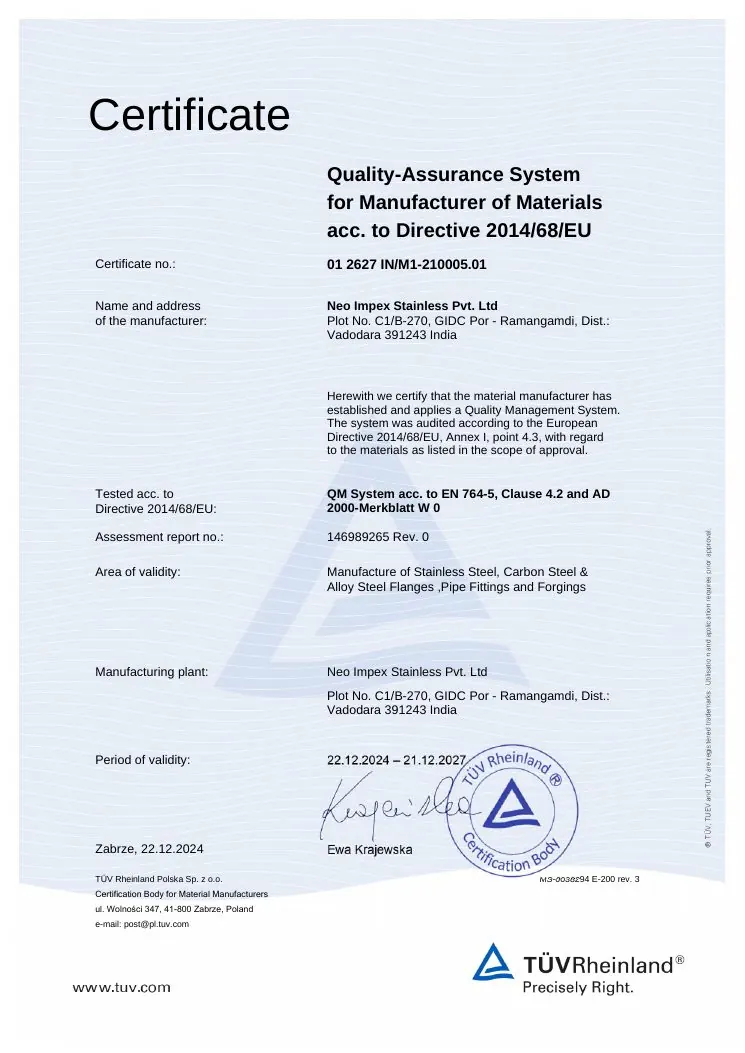 Certificate
Quality-Assurance System
for Manufacturer of Materials
acc. to Directive 2014/68/EU
Certificate no.:
01 2627 IN/M1-210005.01
Name and address
of the manufacturer:
Neo Impex Stainless Pvt. Ltd
Plot No. C1/B-270, GIDC Por - Ramangamdi, Dist.:
Vadodara 391243 India
Herewith we certify that the material manufacturer has
established and applies a Quality Management System.
The system was audited according to the European
Directive 2014/68/EU, Annex I, point 4.3, with regard
to the materials as listed in the scope of approval.
Tested acc. to
Directive 2014/68/EU:
QM System acc. to EN 764-5, Clause 4.2 and AD
2000-Merkblatt W 0
Assessment report no.:
146989265 Rev. 0
Area of validity:
Manufacture of Stainless Steel, Carbon Steel &
Alloy Steel Flanges ,Pipe Fittings and Forgings
Manufacturing plant:
Neo Impex Stainless Pvt. Ltd
Plot No. C1/B-270, GIDC Por - Ramangamdi, Dist.:
Vadodara 391243 India
Period of validity:
22.12.2024 – 21.12.2027
TÜV Rheinland ®
Certification Body
Zabrze, 22.12.2024
Ewa Krajewska
TÜV Rheinland Polska Sp. z o.o.
Certification Body for Material Manufacturers
ul. Wolności 347, 41-800 Zabrze, Poland
e-mail: post@pl.tuv.com
E-200 rev. 3
® TÜV, TUEV and TUV are registered trademarks. Utilisation and application requires prior approval.
www.tuv.com
TÜVRheinland®
Precisely Right.